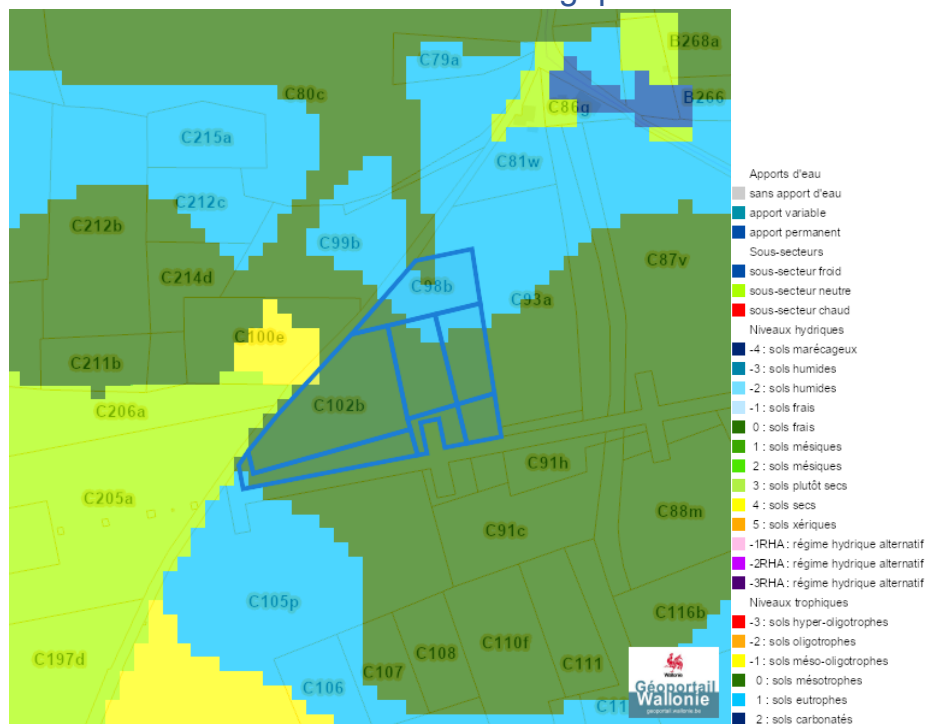 B268a
C79a
C80c
C86g
B266
C215a
C81w
C212c
C212b
C99b
C87v
C214d
C98b
C93a
C100e
C211b
C206a
C102b
C91h
C205a
C91c
C88m
C105p
C116b
C108
C110f
C197d
C107
C111
C106
Wallonie
Géoportail
Wallonie
geoportail.wallonie.be
Apports d'eau
sans apport d'eau
apport variable
apport permanent
Sous-secteurs
sous-secteur froid
sous-secteur neutre
sous-secteur chaud
Niveaux hydriques
-4 : sols marécageux
-3 : sols humides
-2 : sols humides
-1 : sols frais
0 : sols frais
1 : sols mésiques
2 : sols mésiques
3 : sols plutôt secs
4 : sols secs
5 : sols xériques
-1RHA : régime hydrique alternatif
-2RHA : régime hydrique alternatif
-3RHA : régime hydrique alternatif
Niveaux trophiques
-3 : sols hyper-oligotrophes
-2 : sols oligotrophes
-1 : sols méso-oligotrophes
0 : sols mésotrophes
1 : sols eutrophes
2 : sols carbonatés